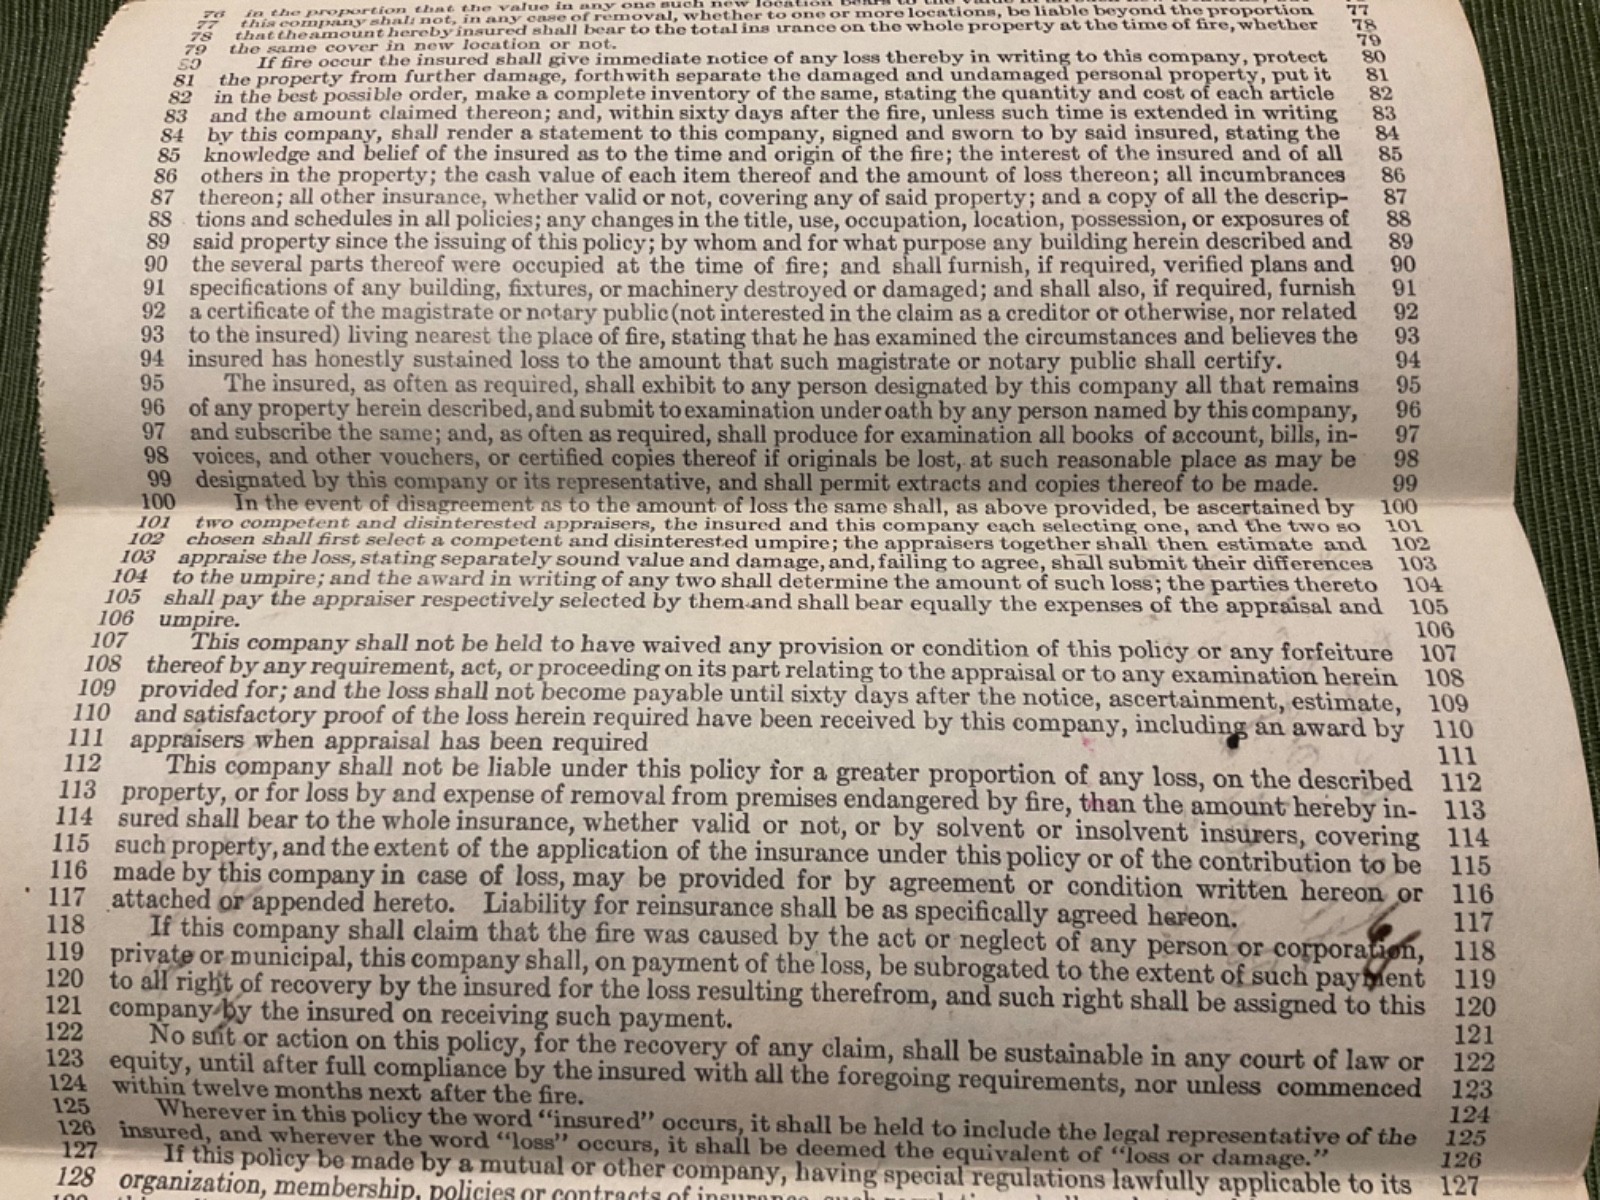 76 in the proportion that the value in any one such new location bears to the value in all such new locations, but
77 this company shall not, in any case of removal, whether to one or more locations, be liable beyond the proportion 77
78 that the amount hereby insured shall bear to the total ins urance on the whole property at the time of fire, whether 78
79 the same cover in new location or not. 79
80 If fire occur the insured shall give immediate notice of any loss thereby in writing to this company, protect 80
81 the property from further damage, forthwith separate the damaged and undamaged personal property, put it 81
82 in the best possible order, make a complete inventory of the same, stating the quantity and cost of each article 82
83 and the amount claimed thereon; and, within sixty days after the fire, unless such time is extended in writing 83
84 by this company, shall render a statement to this company, signed and sworn to by said insured, stating the 84
85 knowledge and belief of the insured as to the time and origin of the fire; the interest of the insured and of all 85
86 others in the property; the cash value of each item thereof and the amount of loss thereon; all incumbrances 86
87 thereon; all other insurance, whether valid or not, covering any of said property; and a copy of all the descrip- 87
88 tions and schedules in all policies; any changes in the title, use, occupation, location, possession, or exposures of 88
89 said property since the issuing of this policy; by whom and for what purpose any building herein described and 89
90 the several parts thereof were occupied at the time of fire; and shall furnish, if required, verified plans and 90
91 specifications of any building, fixtures, or machinery destroyed or damaged; and shall also, if required, furnish 91
92 a certificate of the magistrate or notary public (not interested in the claim as a creditor or otherwise, nor related 92
93 to the insured) living nearest the place of fire, stating that he has examined the circumstances and believes the 93
94 insured has honestly sustained loss to the amount that such magistrate or notary public shall certify. 94
95 The insured, as often as required, shall exhibit to any person designated by this company all that remains 95
96 of any property herein described, and submit to examination under oath by any person named by this company, 96
97 and subscribe the same; and, as often as required, shall produce for examination all books of account, bills, in- 97
98 voices, and other vouchers, or certified copies thereof if originals be lost, at such reasonable place as may be 98
99 designated by this company or its representative, and shall permit extracts and copies thereof to be made. 99
100 In the event of disagreement as to the amount of loss the same shall, as above provided, be ascertained by 100
101 two competent and disinterested appraisers, the insured and this company each selecting one, and the two so 101
102 chosen shall first select a competent and disinterested umpire; the appraisers together shall then estimate and 102
103 appraise the loss, stating separately sound value and damage, and, failing to agree, shall submit their differences 103
104 to the umpire; and the award in writing of any two shall determine the amount of such loss; the parties thereto 104
105 shall pay the appraiser respectively selected by them and shall bear equally the expenses of the appraisal and 105
106 umpire. 106
107 This company shall not be held to have waived any provision or condition of this policy or any forfeiture 107
108 thereof by any requirement, act, or proceeding on its part relating to the appraisal or to any examination herein 108
109 provided for; and the loss shall not become payable until sixty days after the notice, ascertainment, estimate, 109
110 and satisfactory proof of the loss herein required have been received by this company, including an award by 110
111 appraisers when appraisal has been required 111
112 This company shall not be liable under this policy for a greater proportion of any loss, on the described 112
113 property, or for loss by and expense of removal from premises endangered by fire, than the amount hereby in- 113
114 sured shall bear to the whole insurance, whether valid or not, or by solvent or insolvent insurers, covering 114
115 such property, and the extent of the application of the insurance under this policy or of the contribution to be 115
116 made by this company in case of loss, may be provided for by agreement or condition written hereon or 116
117 attached or appended hereto. Liability for reinsurance shall be as specifically agreed hereon. 117
118 If this company shall claim that the fire was caused by the act or neglect of any person or corporation, 118
119 private or municipal, this company shall, on payment of the loss, be subrogated to the extent of such payment 119
120 to all right of recovery by the insured for the loss resulting therefrom, and such right shall be assigned to this 120
121 company by the insured on receiving such payment. 121
122 No suit or action on this policy, for the recovery of any claim, shall be sustainable in any court of law or 122
123 equity, until after full compliance by the insured with all the foregoing requirements, nor unless commenced 123
124 within twelve months next after the fire. 124
125 Wherever in this policy the word "insured" occurs, it shall be held to include the legal representative of the 125
126 insured, and wherever the word "loss" occurs, it shall be deemed the equivalent of "loss or damage." 126
127 If this policy be made by a mutual or other company, having special regulations lawfully applicable to its 127
128 organization, membership, policies or contracts of insurance,